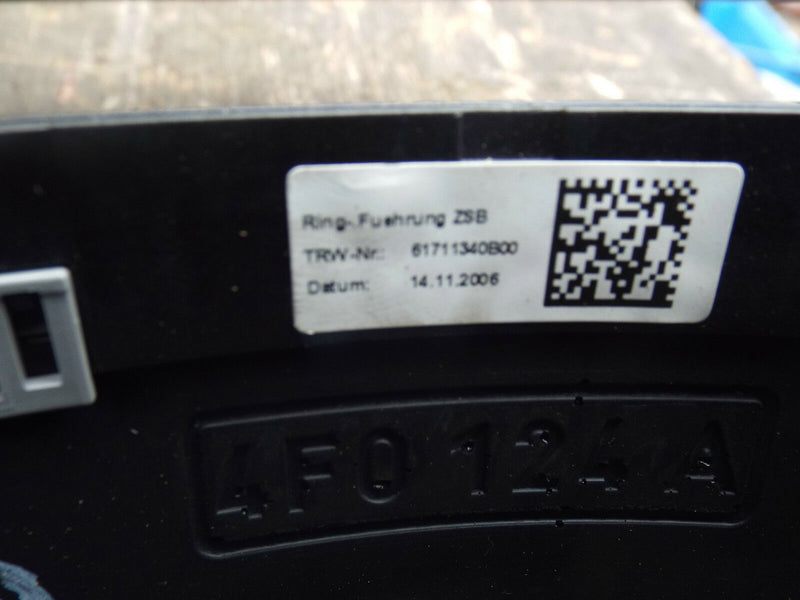 Ring-Fuehrung ZSB
TRW-Nr.: 61711340B00
Datum: 14.11.2006
4F0 124 A